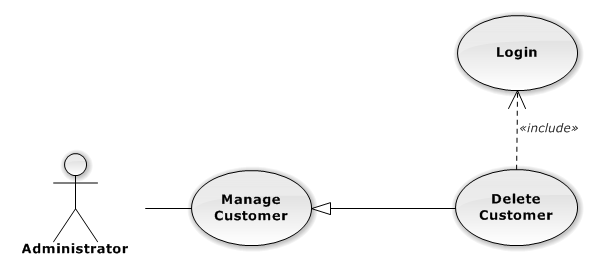 Login
«include»
Manage
Customer
Delete
Customer
Administrator